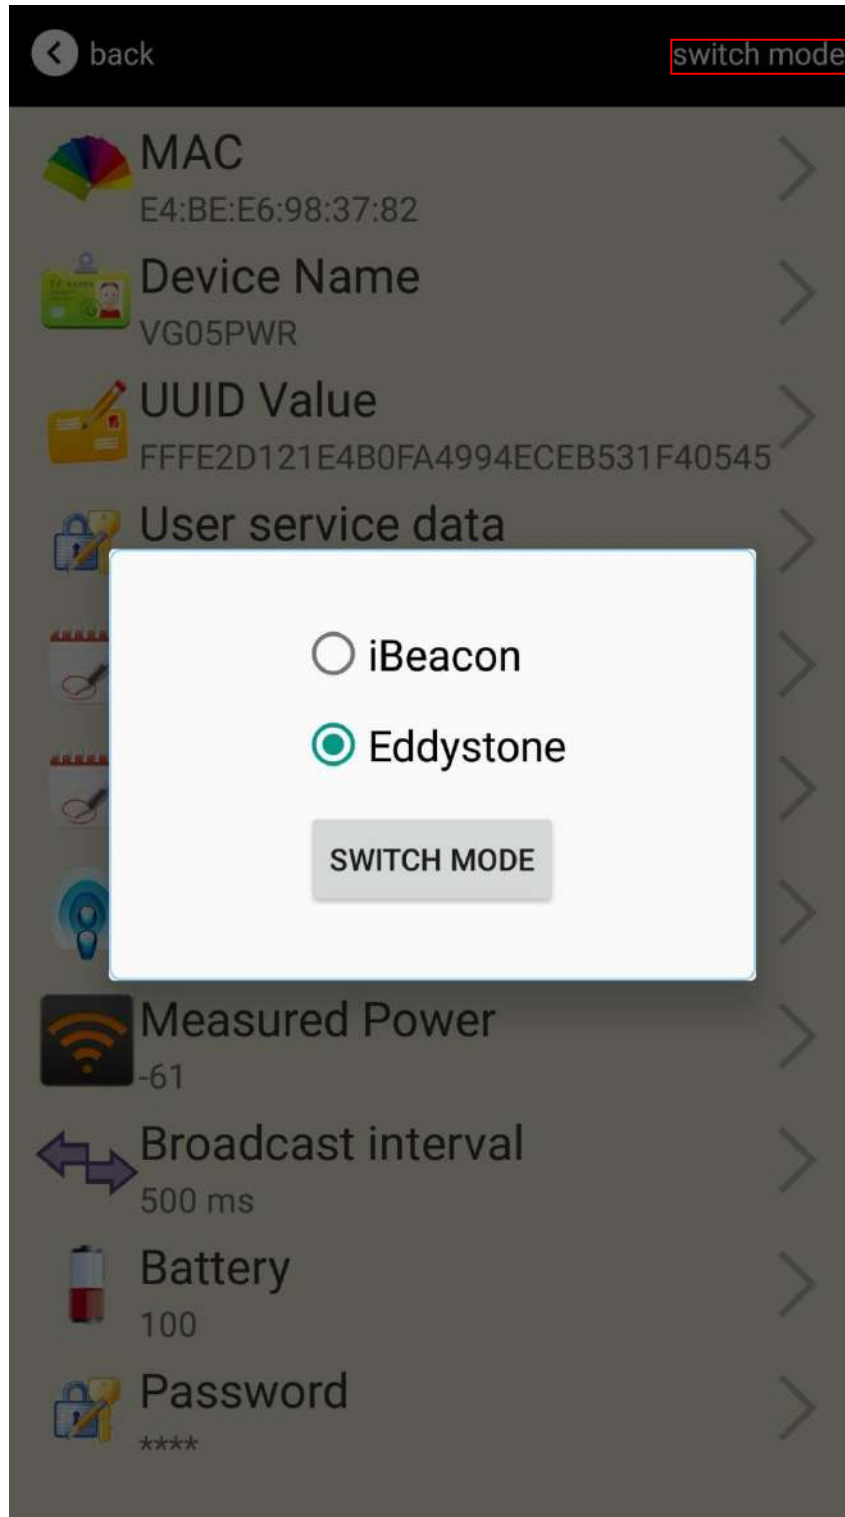 back
switch mode
MAC
E4:BE:E6:98:37:82
Device Name
VG05PWR
UUID Value
FFFE2D121E4B0FA4994ECEB531F40545
User service data
iBeacon
Eddystone
SWITCH MODE
Measured Power
-61
Broadcast interval
500 ms
Battery
100
Password
****